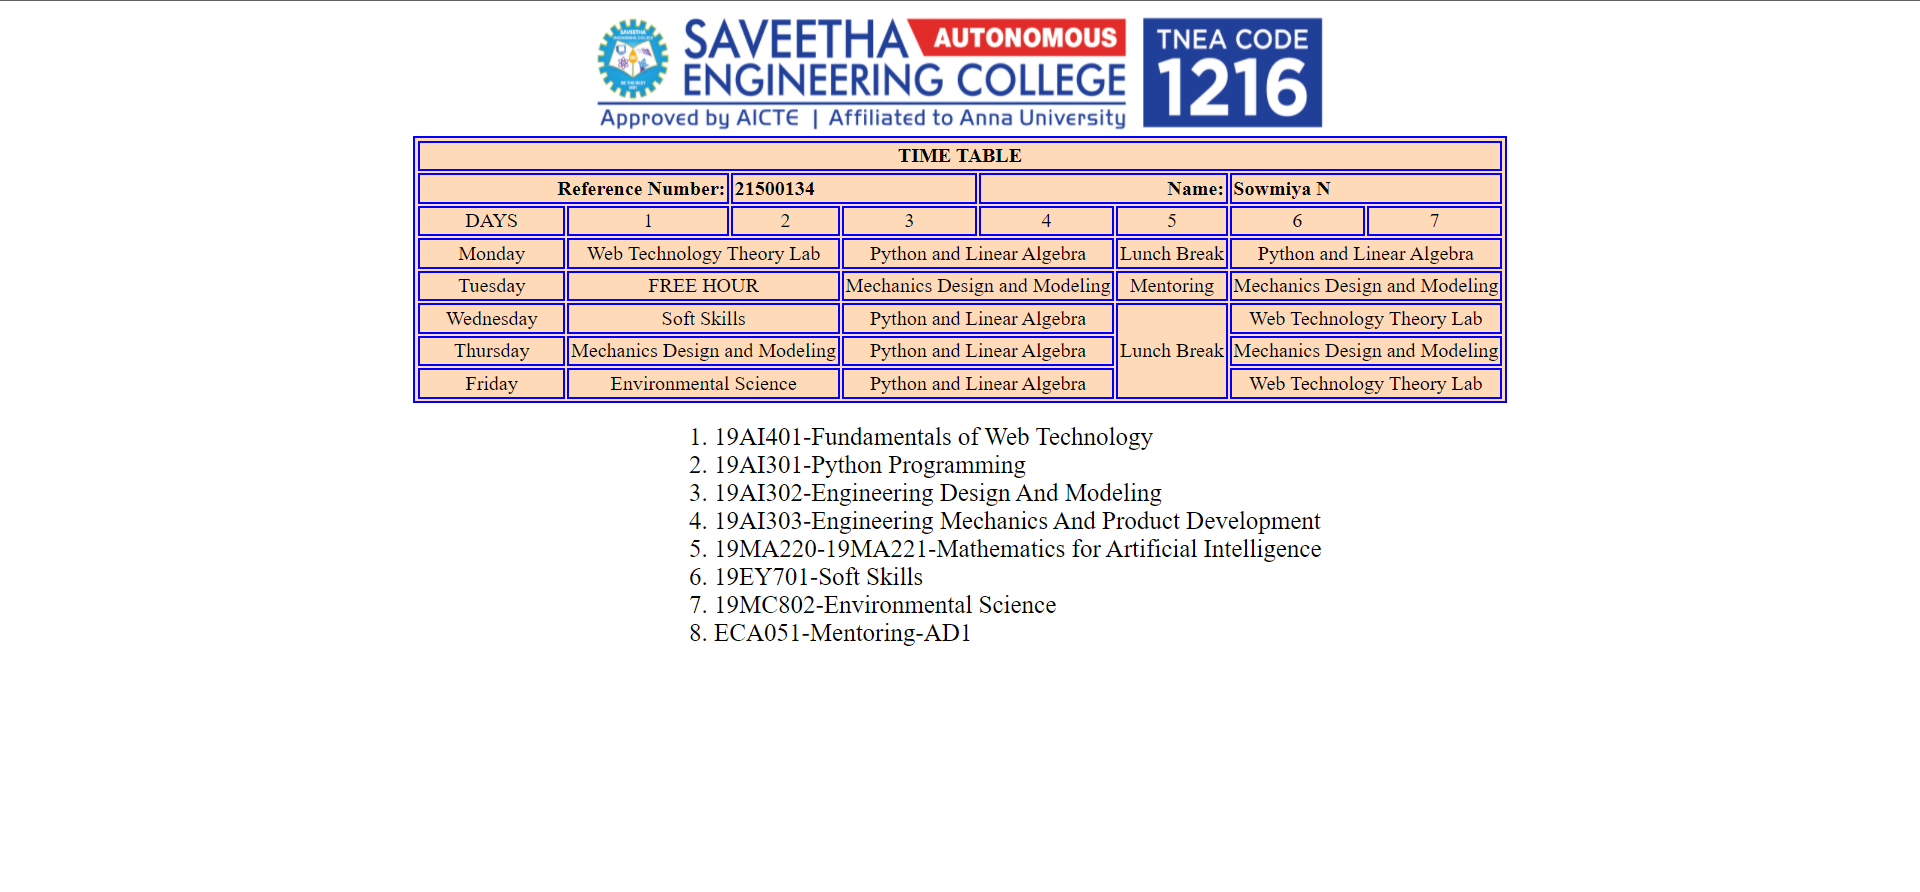 SAVEETHA AUTONOMOUS
ENGINEERING COLLEGE
Approved by AICTE | Affiliated to Anna University
TNEA CODE
1216
TIME TABLE
Reference Number: 21500134 Name: Sowmiya N
DAYS 1 2 3 4 5 6 7
Monday Web Technology Theory Lab Python and Linear Algebra Lunch Break Python and Linear Algebra
Tuesday FREE HOUR Mechanics Design and Modeling Mentoring Mechanics Design and Modeling
Wednesday Soft Skills Python and Linear Algebra Web Technology Theory Lab
Thursday Mechanics Design and Modeling Python and Linear Algebra Lunch Break Mechanics Design and Modeling
Friday Environmental Science Python and Linear Algebra Web Technology Theory Lab
1. 19AI401-Fundamentals of Web Technology
2. 19AI301-Python Programming
3. 19AI302-Engineering Design And Modeling
4. 19AI303-Engineering Mechanics And Product Development
5. 19MA220-19MA221-Mathematics for Artificial Intelligence
6. 19EY701-Soft Skills
7. 19MC802-Environmental Science
8. ECA051-Mentoring-AD1